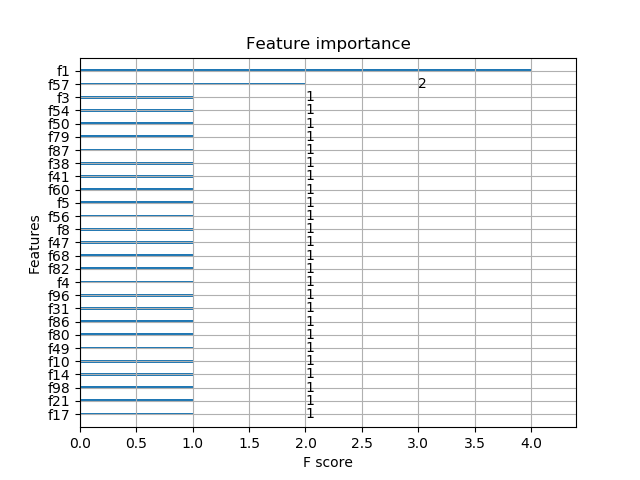 Feature importance
f1
f57 2
f3 1
f54 1
f50 1
f79 1
f87 1
f38 1
f41 1
f60 1
f5 1
f56 1
f8 1
f47 1
f68 1
f82 1
f4 1
f96 1
f31 1
f86 1
f80 1
f49 1
f10 1
f14 1
f98 1
f21 1
f17 1
Features
0.0 0.5 1.0 1.5 2.0 2.5 3.0 3.5 4.0
F score